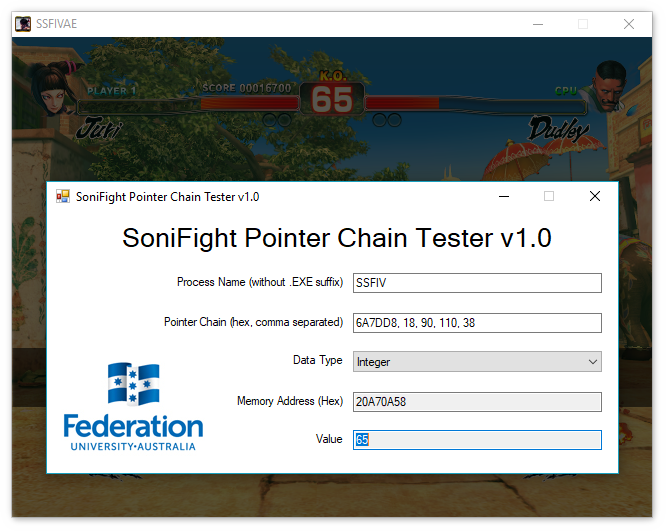 SSFIVAE
K.O.
PLAYER 1
SCORE 00016700
65
CPU
Juri
Dudley
SoniFight Pointer Chain Tester v1.0
SoniFight Pointer Chain Tester v1.0
Process Name (without .EXE suffix)
SSFIV
Pointer Chain (hex, comma separated)
6A7DD8, 18, 90, 110, 38
Data Type
Integer
Memory Address (Hex)
20A70A58
Value
65
Federation
UNIVERSITY•AUSTRALIA